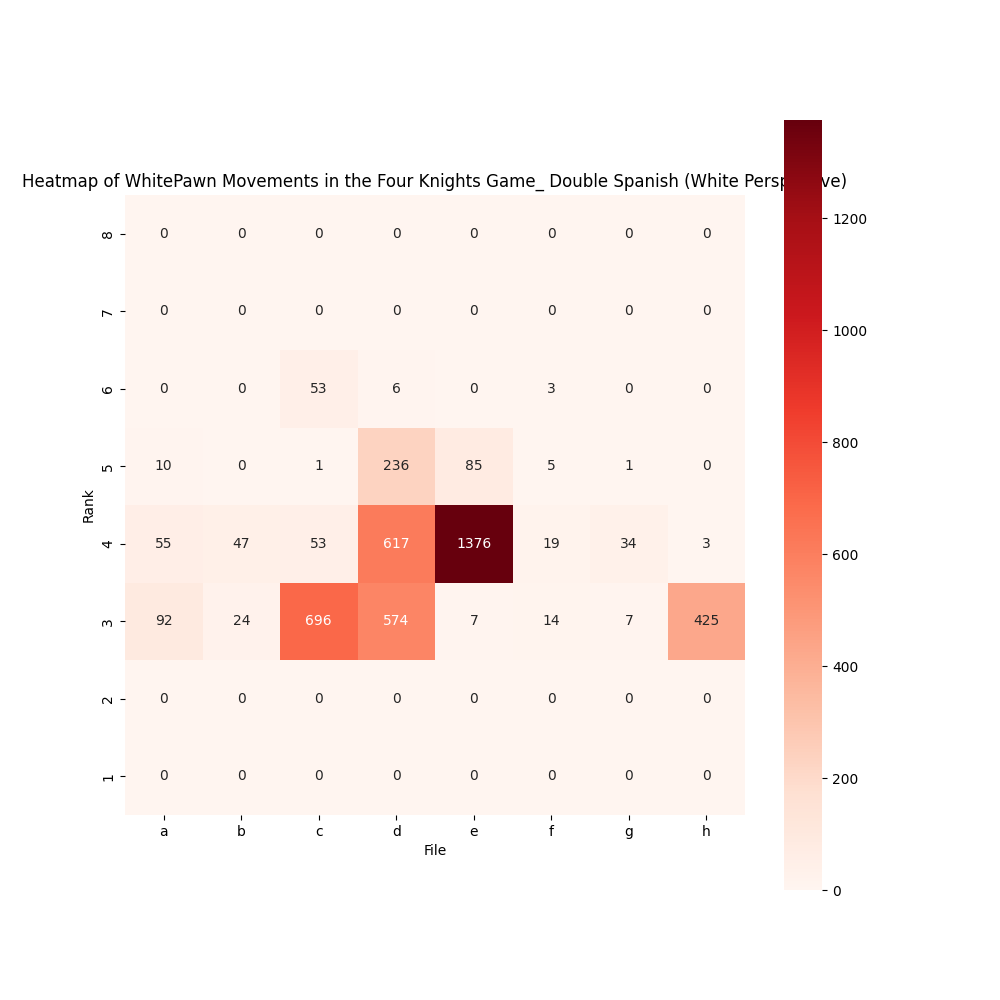 Heatmap of WhitePawn Movements in the Four Knights Game_ Double Spanish (White Persp ve)
8 0 0 0 0 0 0 0 0
7 0 0 0 0 0 0 0 0
6 0 0 53 6 0 3 0 0
5 10 0 1 236 85 5 1 0
4 55 47 53 617 1376 19 34 3
3 92 24 696 574 7 14 7 425
2 0 0 0 0 0 0 0 0
1 0 0 0 0 0 0 0 0
a b c d e f g h
File
Rank
1200
1000
800
600
400
200
0